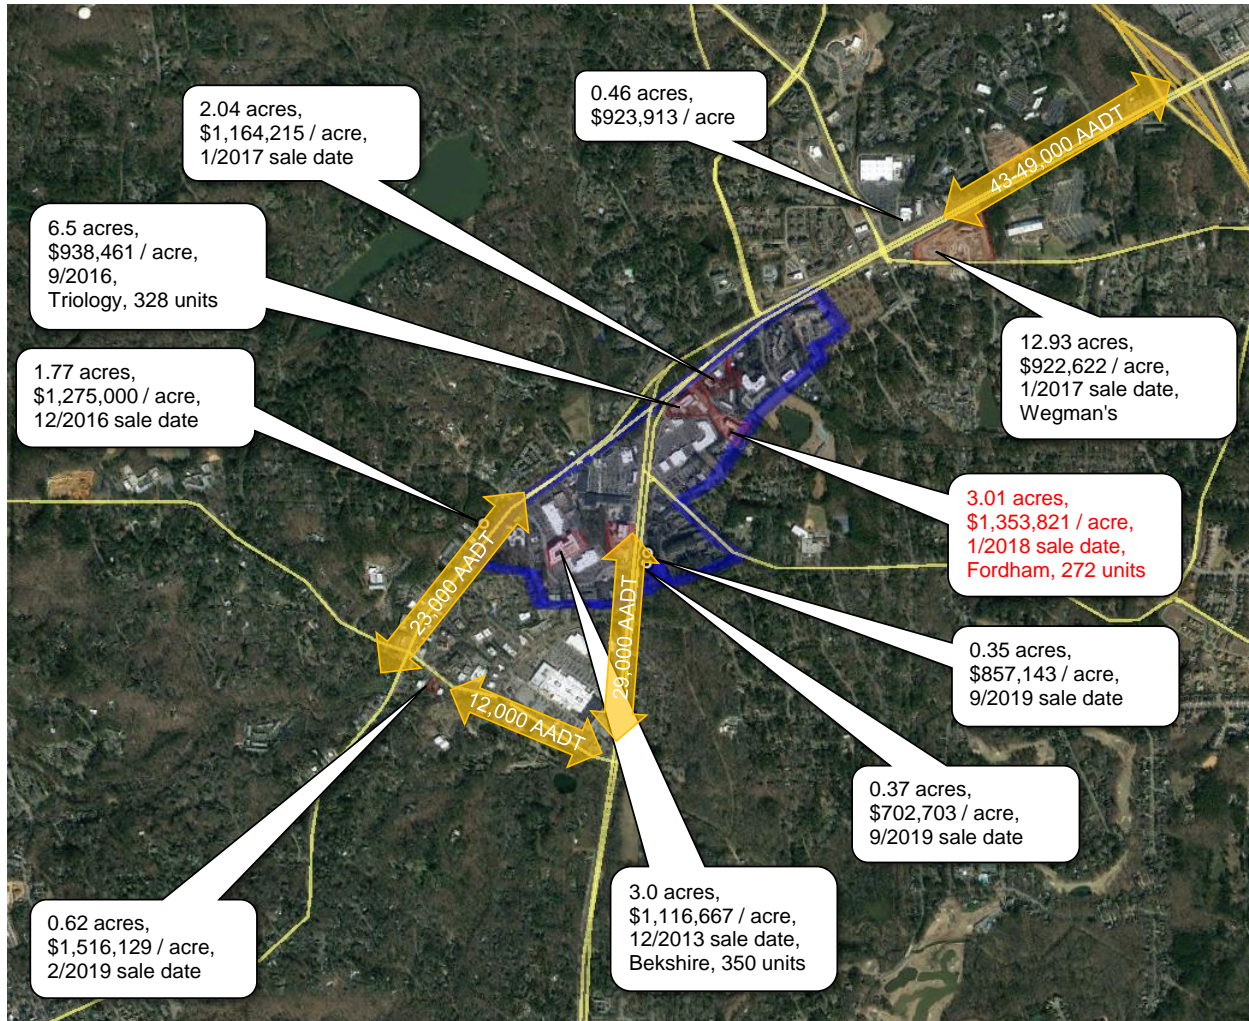 0.46 acres,
$923,913 / acre
43-49,000 AADT
2.04 acres,
$1,164,215 / acre,
1/2017 sale date
6.5 acres,
$938,461 / acre,
9/2016,
Triology, 328 units
12.93 acres,
$922,622 / acre,
1/2017 sale date,
Wegman's
1.77 acres,
$1,275,000 / acre,
12/2016 sale date
3.01 acres,
$1,353,821 / acre,
1/2018 sale date,
Fordham, 272 units
23,000 AADT
29,000 AADT
12,000 AADT
0.35 acres,
$857,143 / acre,
9/2019 sale date
0.37 acres,
$702,703 / acre,
9/2019 sale date
3.0 acres,
$1,116,667 / acre,
12/2013 sale date,
Bekshire, 350 units
0.62 acres,
$1,516,129 / acre,
2/2019 sale date